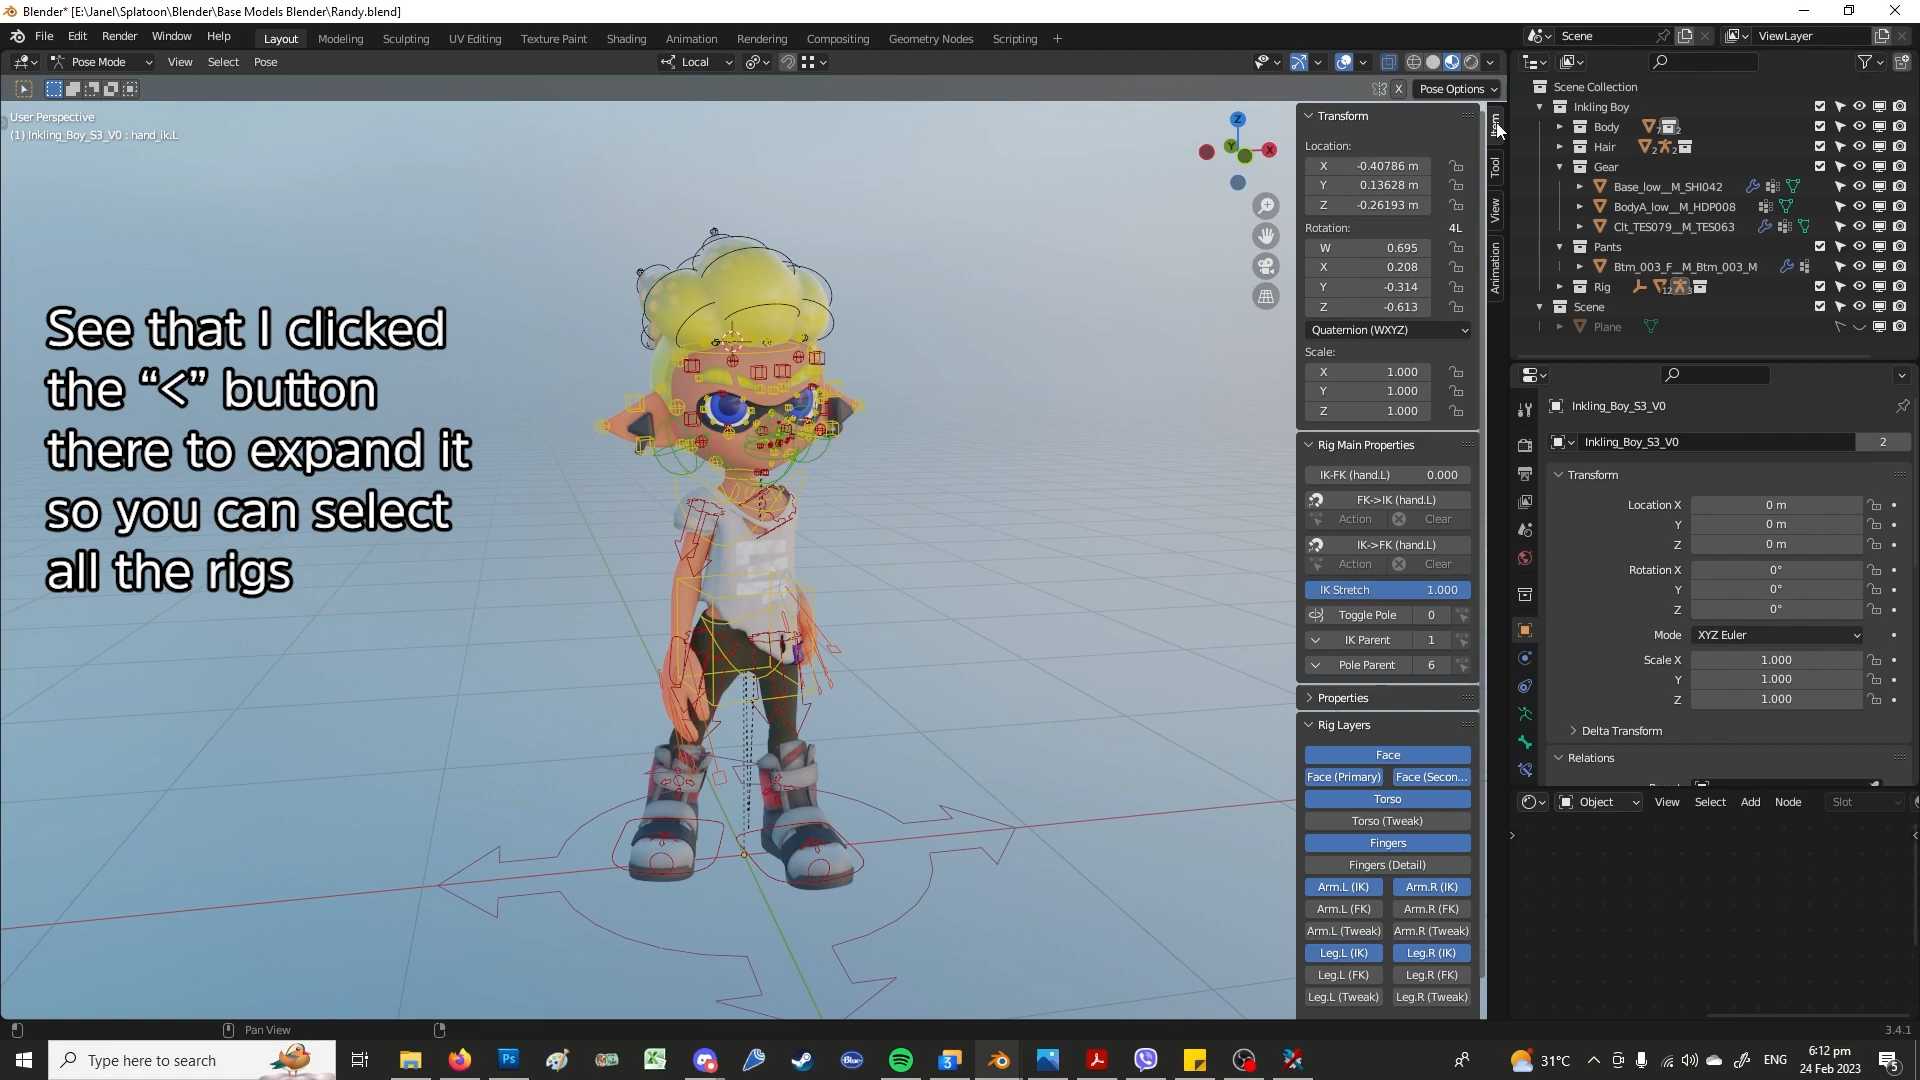 Blender* [E:\Janel\Splatoon\Blender\Base Models Blender\Randy.blend]
File Edit Render Window Help Layout Modeling Sculpting UV Editing Texture Paint Shading Animation Rendering Compositing Geometry Nodes Scripting + Scene ViewLayer
Pose Mode View Select Pose Local
X Pose Options
User Perspective
(1) Inkling_Boy_S3_V0 : hand_ik.L
See that I clicked
the “<” button
there to expand it
so you can select
all the rigs
Z
Y
X
Transform
Location:
X -0.40786 m
Y 0.13628 m
Z -0.26193 m
Rotation: 4L
W 0.695
X 0.208
Y -0.314
Z -0.613
Quaternion (WXYZ)
Scale:
X 1.000
Y 1.000
Z 1.000
Rig Main Properties
IK-FK (hand.L) 0.000
FK->IK (hand.L)
Action Clear
IK->FK (hand.L)
Action Clear
IK Stretch 1.000
Toggle Pole 0
IK Parent 1
Pole Parent 6
Properties
Rig Layers
Face
Face (Primary) Face (Secon...
Torso
Torso (Tweak)
Fingers
Fingers (Detail)
Arm.L (IK) Arm.R (IK)
Arm.L (FK) Arm.R (FK)
Arm.L (Tweak) Arm.R (Tweak)
Leg.L (IK) Leg.R (IK)
Leg.L (FK) Leg.R (FK)
Leg.L (Tweak) Leg.R (Tweak)
Item
Tool
View
Animation
Scene Collection
Inkling Boy
Body
Hair
Gear
Base_low__M_SHI042
BodyA_low__M_HDP008
Clt_TES079__M_TES063
Pants
Btm_003_F__M_Btm_003_M
Rig
Scene
Plane
Inkling_Boy_S3_V0
Inkling_Boy_S3_V0 2
Transform
Location X 0 m
Y 0 m
Z 0 m
Rotation X 0°
Y 0°
Z 0°
Mode XYZ Euler
Scale X 1.000
Y 1.000
Z 1.000
Delta Transform
Relations
Object View Select Add Node Slot
Pan View
3.4.1
Type here to search
31°C ENG 6:12 pm
24 Feb 2023
5